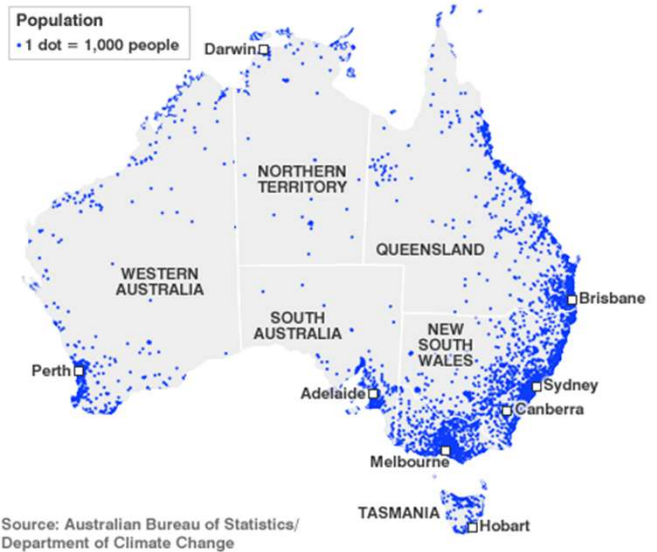 Population
1 dot = 1,000 people
Darwin
NORTHERN
TERRITORY
QUEENSLAND
WESTERN
AUSTRALIA
Brisbane
SOUTH
AUSTRALIA
NEW
SOUTH
WALES
Perth
Adelaide
Sydney
Canberra
Melbourne
TASMANIA
Hobart
Source: Australian Bureau of Statistics/
Department of Climate Change